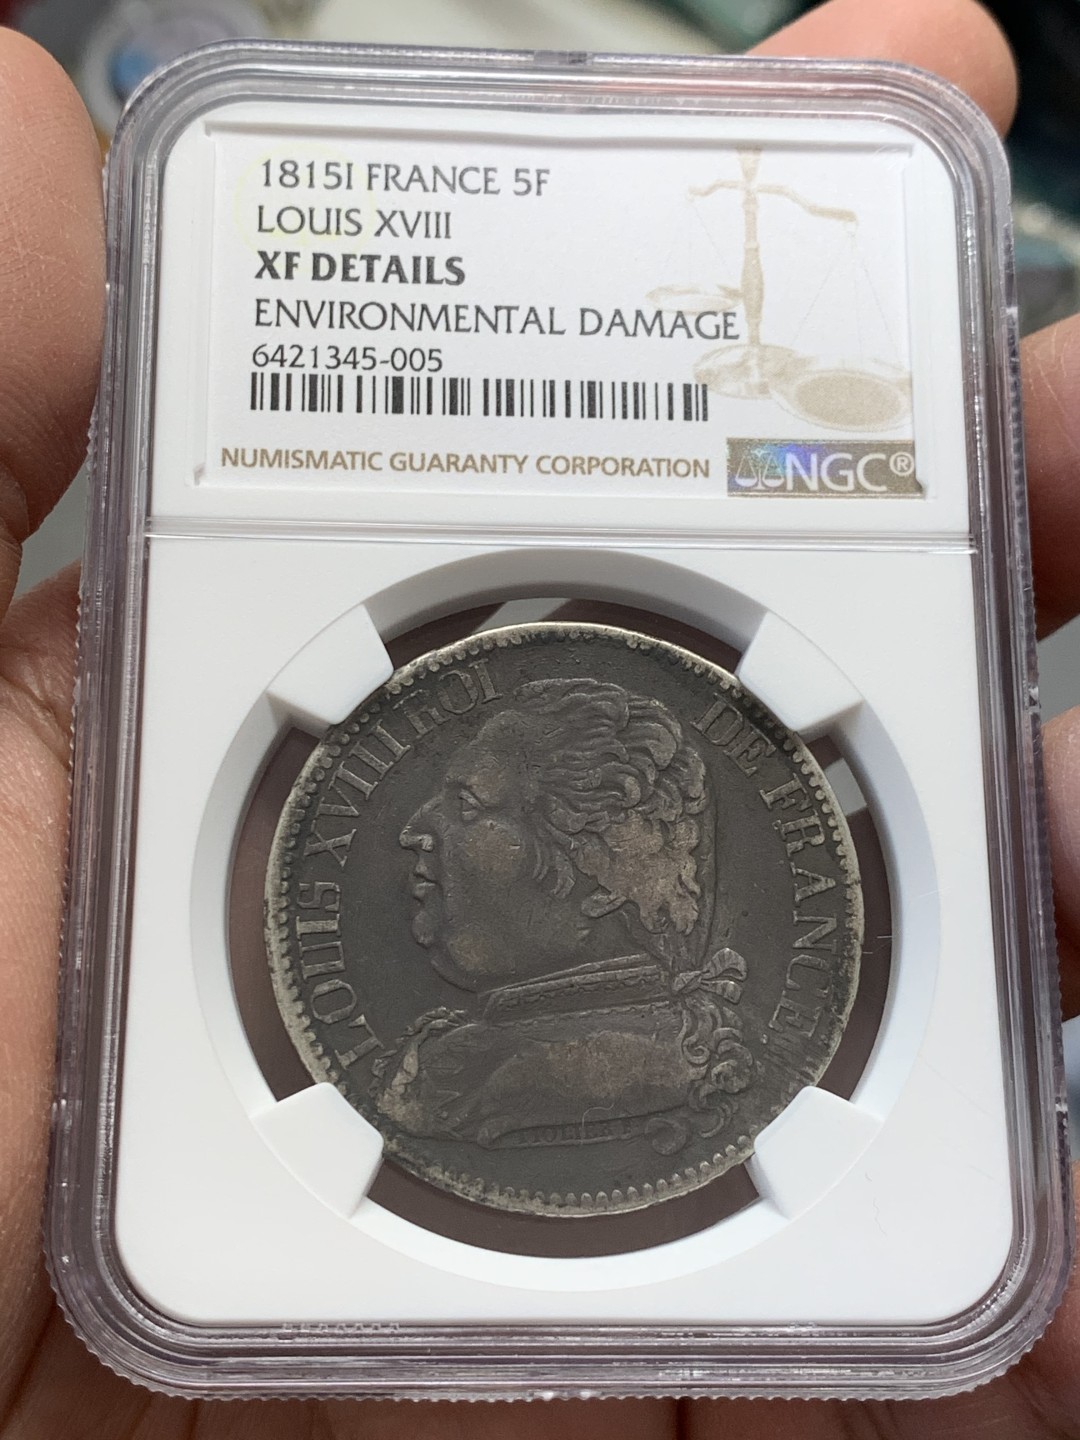 1815I FRANCE 5F
LOUIS XVIII
XF DETAILS
ENVIRONMENTAL DAMAGE
6421345-005
NUMISMATIC GUARANTY CORPORATION
NGC®
LOUIS XVIII ROI DE FRANCE